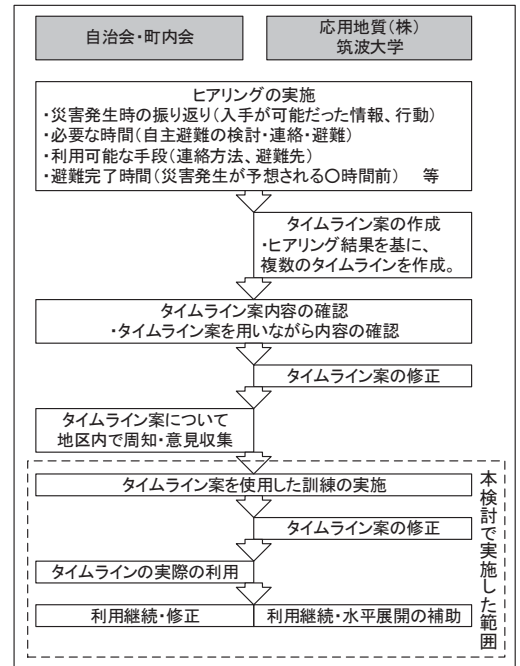 自治会・町内会
応用地質(株)
筑波大学
ヒアリングの実施
・災害発生時の振り返り(入手が可能だった情報、行動)
・必要な時間(自主避難の検討・連絡・避難)
・利用可能な手段(連絡方法、避難先)
・避難完了時間(災害発生が予想される〇時間前) 等
タイムライン案の作成
・ヒアリング結果を基に、
複数のタイムラインを作成。
タイムライン案内容の確認
・タイムライン案を用いながら内容の確認
タイムライン案の修正
タイムライン案について
地区内で周知・意見収集
タイムライン案を使用した訓練の実施
タイムライン案の修正
タイムラインの実際の利用
利用継続・修正
利用継続・水平展開の補助
本検討で実施した範囲